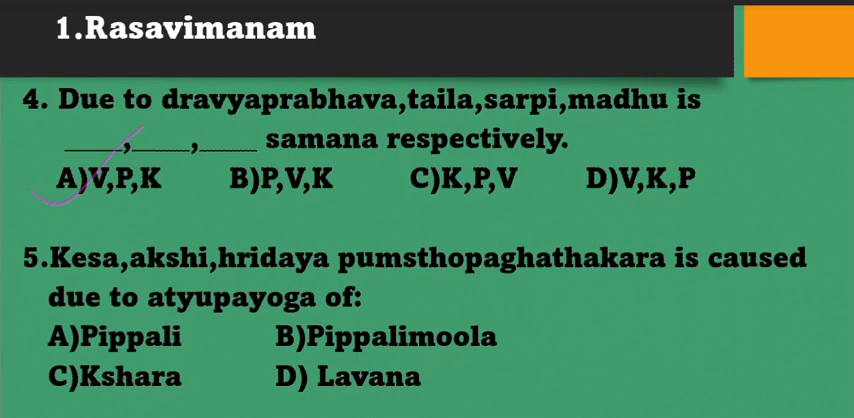 1.Rasavimanam
4. Due to dravyaprabhava,taila,sarpi,madhu is
____,____,____ samana respectively.
A)V,P,K B)P,V,K C)K,P,V D)V,K,P
5.Kesa,akshi,hridaya pumsthopaghathakara is caused
due to atyupayoga of:
A)Pippali B)Pippalimoola
C)Kshara D) Lavana